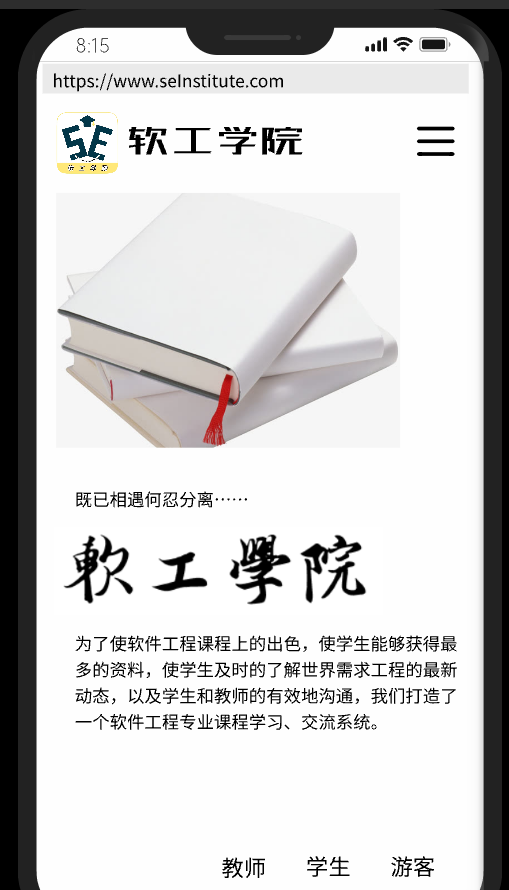 8:15
https://www.seInstitute.com
SE
软工学院
软工学院
既已相遇何忍分离……
軟工學院
为了使软件工程课程上的出色，使学生能够获得最
多的资料，使学生及时的了解世界需求工程的最新
动态，以及学生和教师的有效地沟通，我们打造了
一个软件工程专业课程学习、交流系统。
教师 学生 游客